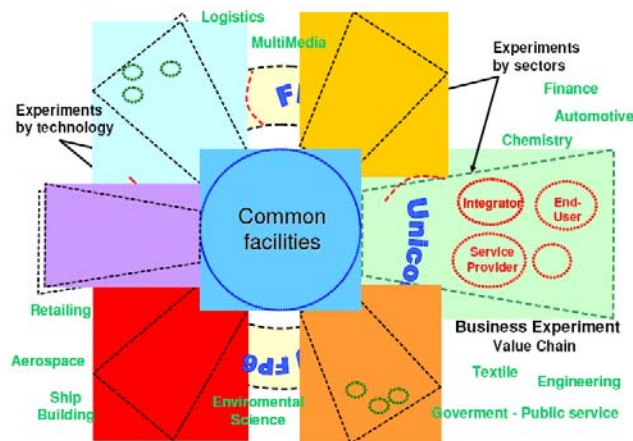 Logistics
MultiMedia
Experiments
by sectors
Finance
Automotive
Chemistry
Experiments
by technology
Common
facilities
Integrator
End-
User
Service
Provider
Retailing
Business Experiment
Value Chain
Aerospace
Ship
Building
FP6
Enviromental
Science
Textile
Engineering
Goverment - Public service